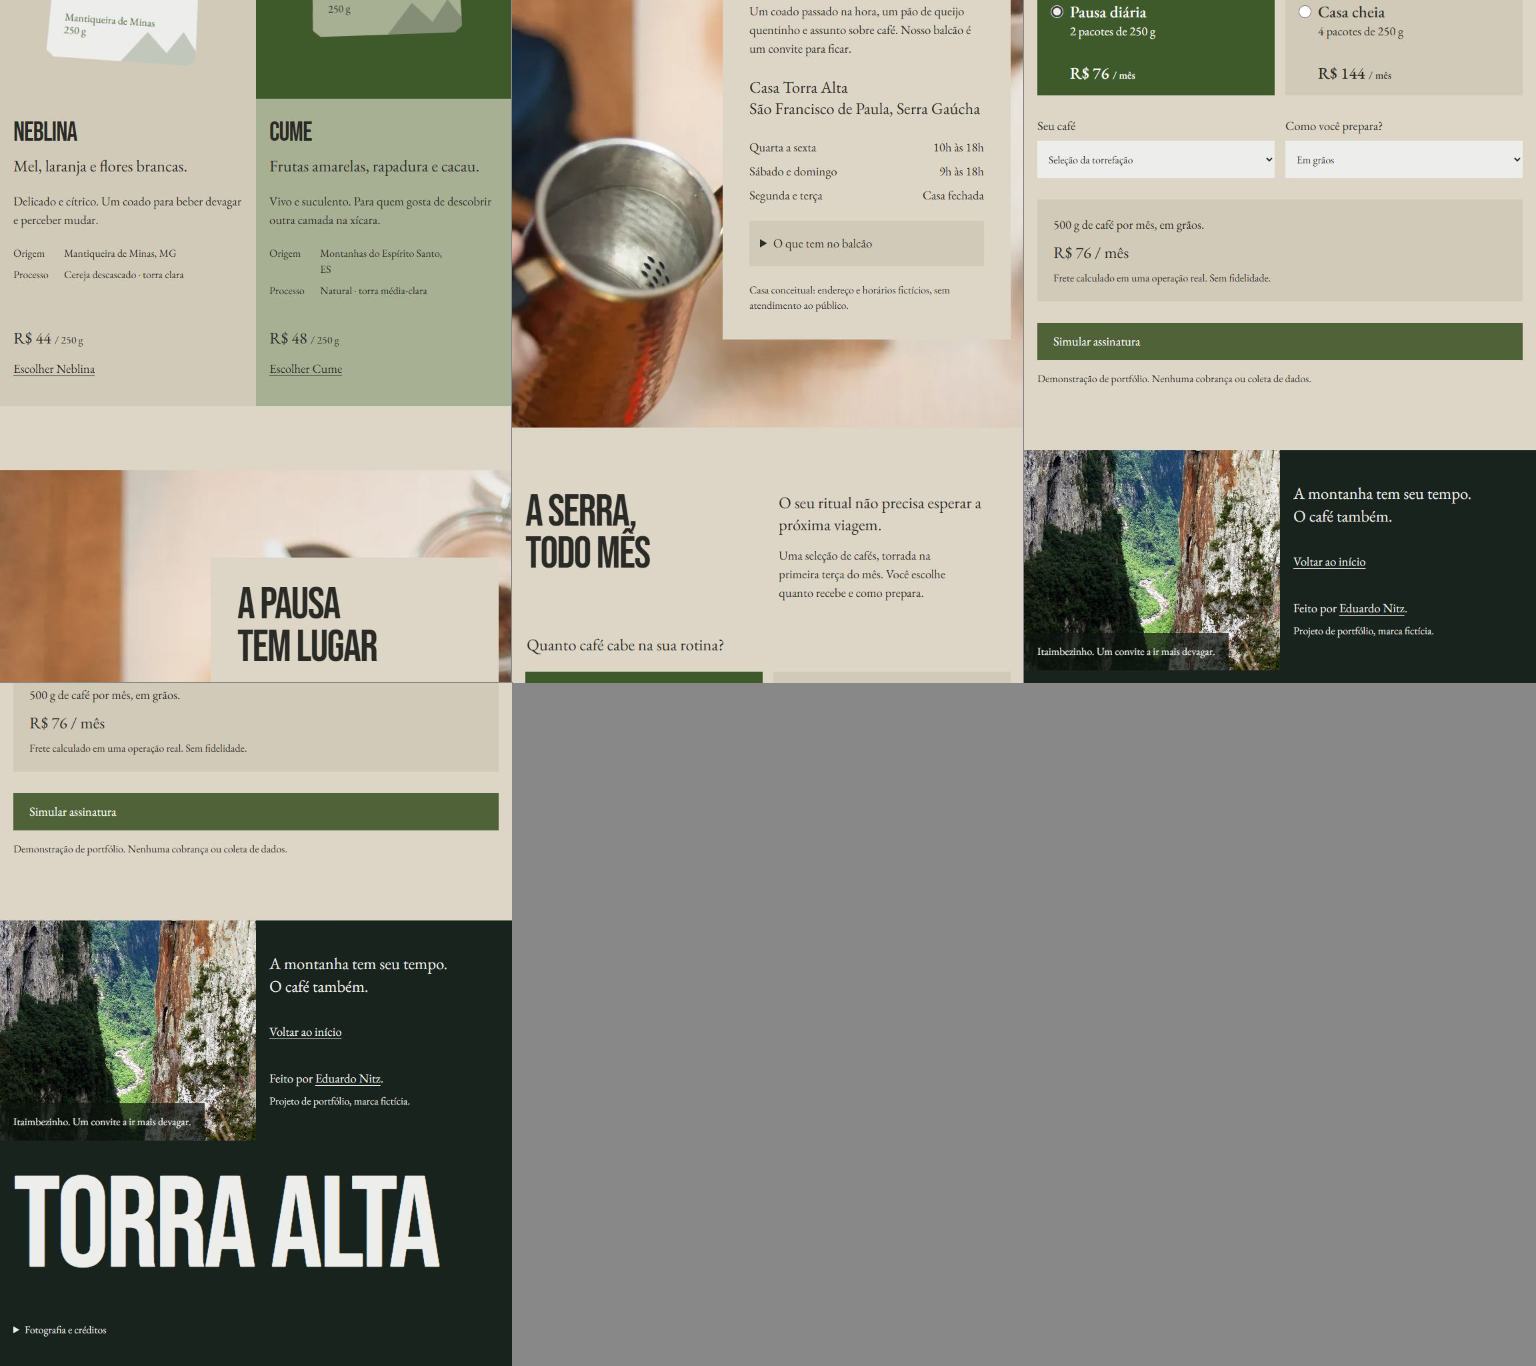 Mantiqueira de Minas
250 g
250 g
NEBLINA
Mel, laranja e flores brancas.
Delicado e cítrico. Um coado para beber devagar
e perceber mudar.
Origem Mantiqueira de Minas, MG
Processo Cereja descascado · torra clara
R$ 44 / 250 g
Escolher Neblina
CUME
Frutas amarelas, rapadura e cacau.
Vivo e suculento. Para quem gosta de descobrir
outra camada na xícara.
Origem Montanhas do Espírito Santo,
ES
Processo Natural · torra média-clara
R$ 48 / 250 g
Escolher Cume
A PAUSA
TEM LUGAR
Um coado passado na hora, um pão de queijo
quentinho e assunto sobre café. Nosso balcão é
um convite para ficar.
Casa Torra Alta
São Francisco de Paula, Serra Gaúcha
Quarta a sexta 10h às 18h
Sábado e domingo 9h às 18h
Segunda e terça Casa fechada
O que tem no balcão
Casa conceitual: endereço e horários fictícios, sem
atendimento ao público.
A SERRA,
TODO MÊS
O seu ritual não precisa esperar a
próxima viagem.
Uma seleção de cafés, torrada na
primeira terça do mês. Você escolhe
quanto recebe e como prepara.
Quanto café cabe na sua rotina?
Pausa diária
2 pacotes de 250 g
R$ 76 / mês
Casa cheia
4 pacotes de 250 g
R$ 144 / mês
Seu café
Seleção da torrefação
Como você prepara?
Em grãos
500 g de café por mês, em grãos.
R$ 76 / mês
Frete calculado em uma operação real. Sem fidelidade.
Simular assinatura
Demonstração de portfólio. Nenhuma cobrança ou coleta de dados.
Itaimbezinho. Um convite a ir mais devagar.
A montanha tem seu tempo.
O café também.
Voltar ao início
Feito por Eduardo Nitz.
Projeto de portfólio, marca fictícia.
500 g de café por mês, em grãos.
R$ 76 / mês
Frete calculado em uma operação real. Sem fidelidade.
Simular assinatura
Demonstração de portfólio. Nenhuma cobrança ou coleta de dados.
Itaimbezinho. Um convite a ir mais devagar.
A montanha tem seu tempo.
O café também.
Voltar ao início
Feito por Eduardo Nitz.
Projeto de portfólio, marca fictícia.
TORRA ALTA
Fotografia e créditos